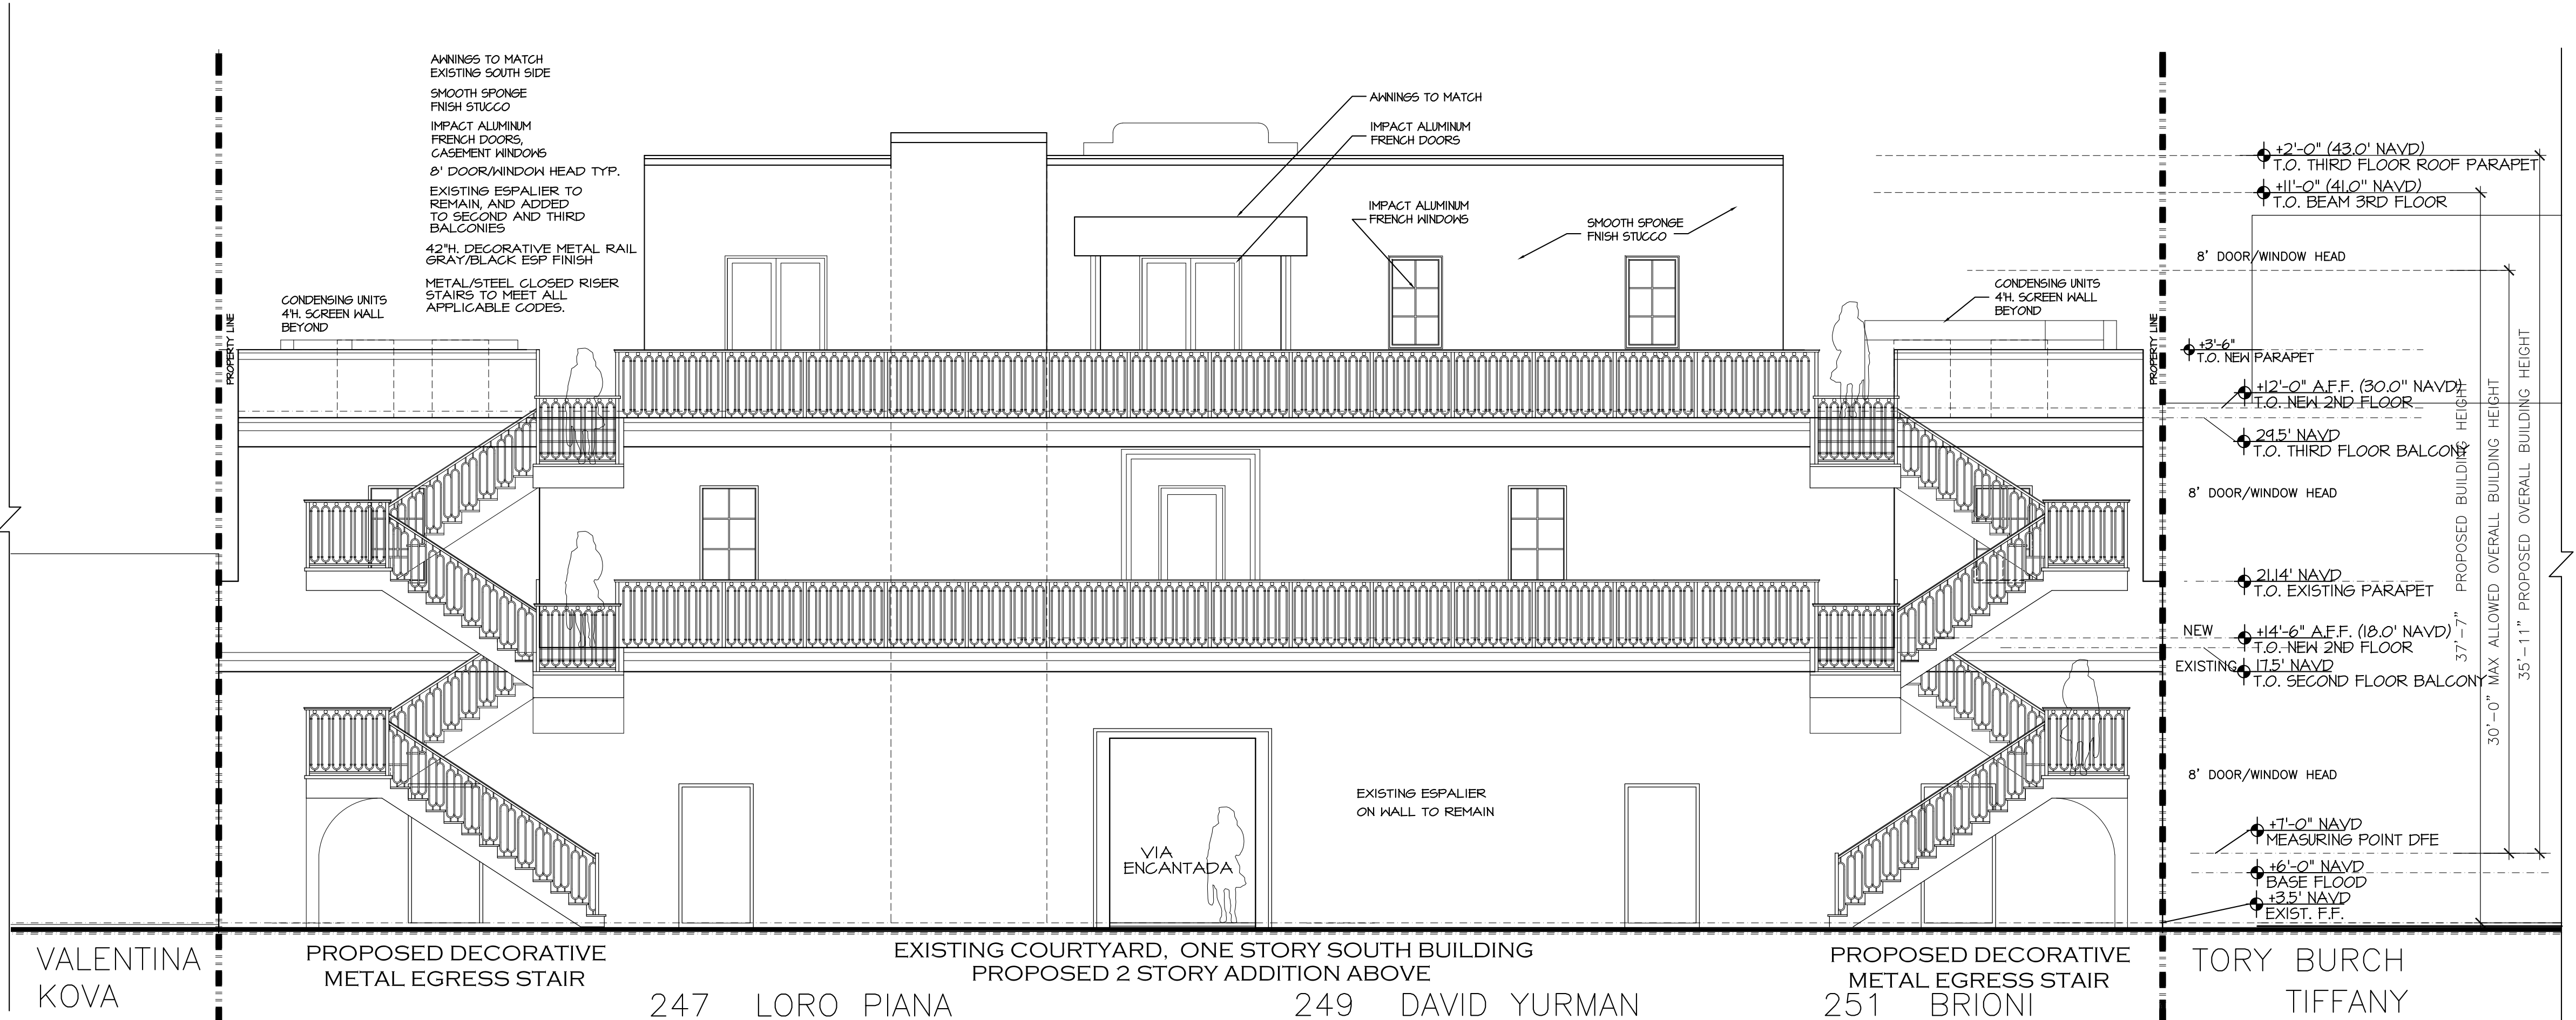 AWNINGS TO MATCH
EXISTING SOUTH SIDE
SMOOTH SPONGE
FNISH STUCCO
IMPACT ALUMINUM
FRENCH DOORS,
CASEMENT WINDOWS
8' DOOR/WINDOW HEAD TYP.
EXISTING ESPALIER TO
REMAIN, AND ADDED
TO SECOND AND THIRD
BALCONIES
42"H. DECORATIVE METAL RAIL
GRAY/BLACK ESP FINISH
METAL/STEEL CLOSED RISER
STAIRS TO MEET ALL
APPLICABLE CODES.
CONDENSING UNITS
4'H. SCREEN WALL
BEYOND
PROPERTY LINE
AWNINGS TO MATCH
IMPACT ALUMINUM
FRENCH DOORS
IMPACT ALUMINUM
FRENCH WINDOWS
SMOOTH SPONGE
FNISH STUCCO
CONDENSING UNITS
4'H. SCREEN WALL
BEYOND
PROPERTY LINE
+2'-0" (43.0' NAVD)
T.O. THIRD FLOOR ROOF PARAPET
+11'-0" (41.0" NAVD)
T.O. BEAM 3RD FLOOR
8' DOOR/WINDOW HEAD
+3'-6"
T.O. NEW PARAPET
+12'-0" A.F.F. (30.0" NAVD)
T.O. NEW 2ND FLOOR
29.5' NAVD
T.O. THIRD FLOOR BALCONY
8' DOOR/WINDOW HEAD
21.14' NAVD
T.O. EXISTING PARAPET
NEW
+14'-6" A.F.F. (18.0' NAVD)
T.O. NEW 2ND FLOOR
EXISTING
17.5' NAVD
T.O. SECOND FLOOR BALCONY
8' DOOR/WINDOW HEAD
+7'-0" NAVD
MEASURING POINT DFE
+6'-0" NAVD
BASE FLOOD
+3.5' NAVD
EXIST. F.F.
37'-7" PROPOSED BUILDING HEIGHT
30'-0" MAX ALLOWED OVERALL BUILDING HEIGHT
35'-11" PROPOSED OVERALL BUILDING HEIGHT
EXISTING ESPALIER
ON WALL TO REMAIN
VIA
ENCANTADA
VALENTINA
KOVA
PROPOSED DECORATIVE
METAL EGRESS STAIR
EXISTING COURTYARD, ONE STORY SOUTH BUILDING
PROPOSED 2 STORY ADDITION ABOVE
PROPOSED DECORATIVE
METAL EGRESS STAIR
TORY BURCH
TIFFANY
247 LORO PIANA
249 DAVID YURMAN
251 BRIONI